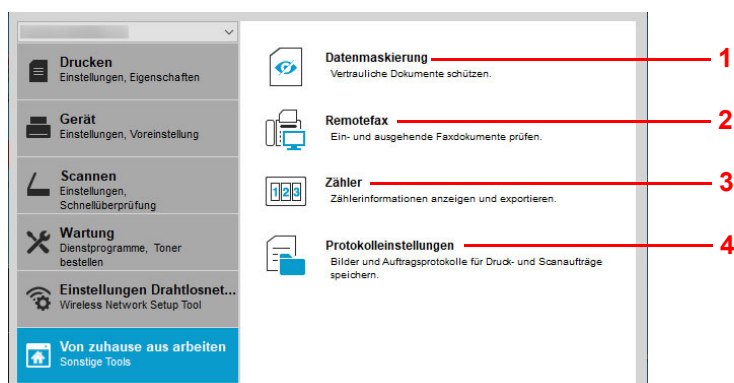 Drucken
Einstellungen, Eigenschaften
Gerät
Einstellungen, Voreinstellung
Scannen
Einstellungen,
Schnellüberprüfung
Wartung
Dienstprogramme, Toner
bestellen
Einstellungen Drahtlosnet...
Wireless Network Setup Tool
Von zuhause aus arbeiten
Sonstige Tools
Datenmaskierung
Vertrauliche Dokumente schützen.
1
Remotefax
Ein- und ausgehende Faxdokumente prüfen.
2
123
Zähler
Zählerinformationen anzeigen und exportieren.
3
Protokolleinstellungen
Bilder und Auftragsprotokolle für Druck- und Scanaufträge
speichern.
4